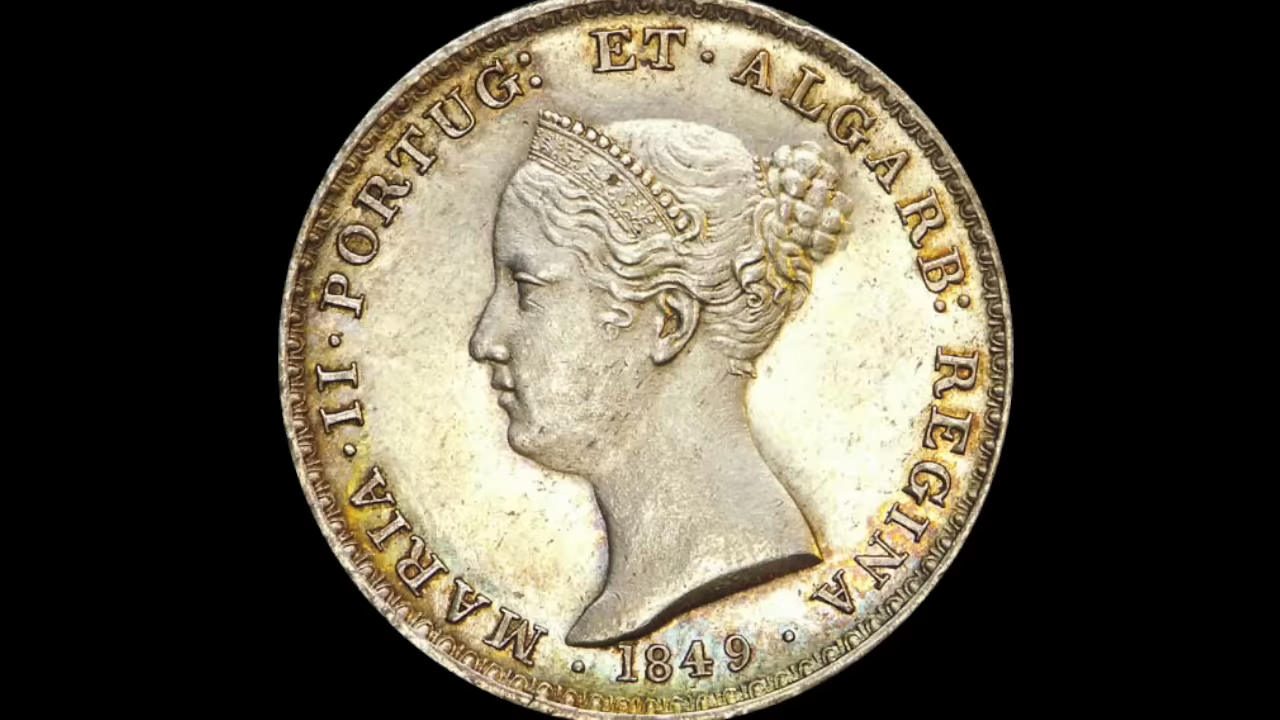 MARIA · II · PORTUG: ET · ALGARB: REGINA
· 1849 ·